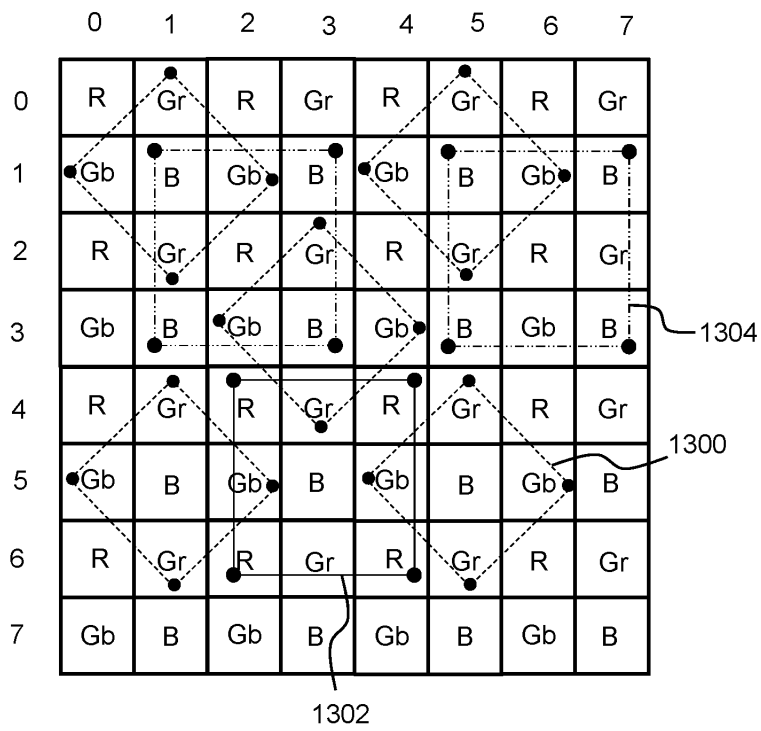 0 1 2 3 4 5 6 7
0 R Gr R Gr R Gr R Gr
1 Gb B Gb B Gb B Gb B
2 R Gr R Gr R Gr R Gr
3 Gb B Gb B Gb B Gb B
1304
4 R Gr R Gr R Gr R Gr
1300
5 Gb B Gb B Gb B Gb B
6 R Gr R Gr R Gr R Gr
7 Gb B Gb B Gb B Gb B
1302